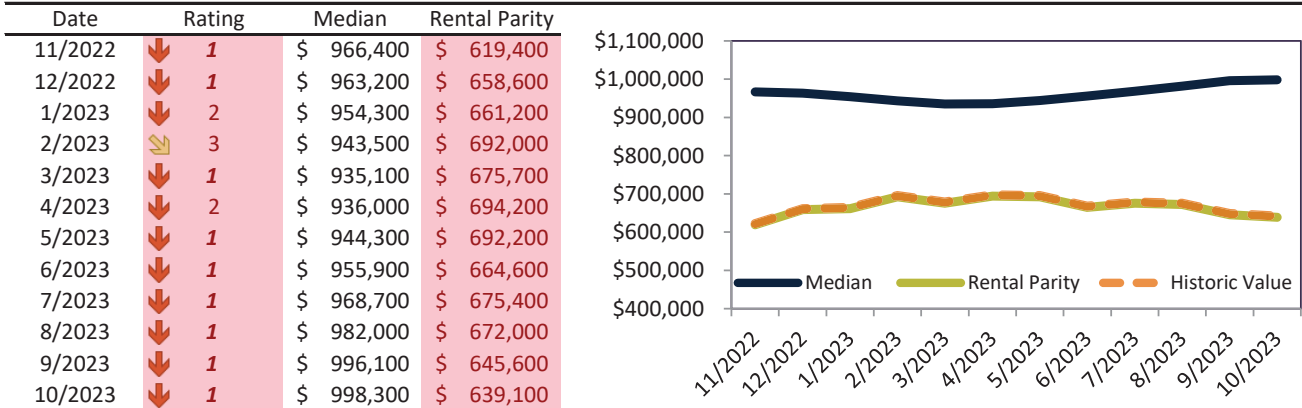 Date Rating Median Rental Parity
11/2022 1 $ 966,400 $ 619,400
12/2022 1 $ 963,200 $ 658,600
1/2023 2 $ 954,300 $ 661,200
2/2023 3 $ 943,500 $ 692,000
3/2023 1 $ 935,100 $ 675,700
4/2023 2 $ 936,000 $ 694,200
5/2023 1 $ 944,300 $ 692,200
6/2023 1 $ 955,900 $ 664,600
7/2023 1 $ 968,700 $ 675,400
8/2023 1 $ 982,000 $ 672,000
9/2023 1 $ 996,100 $ 645,600
10/2023 1 $ 998,300 $ 639,100
$1,100,000
$1,000,000
$900,000
$800,000
$700,000
$600,000
$500,000
$400,000
Median Rental Parity Historic Value
11/2022
12/2022
1/2023
2/2023
3/2023
4/2023
5/2023
6/2023
7/2023
8/2023
9/2023
10/2023